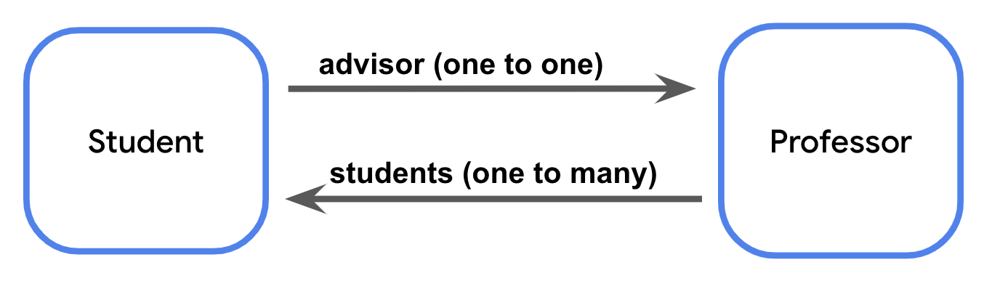 advisor (one to one)
Student
Professor
students (one to many)